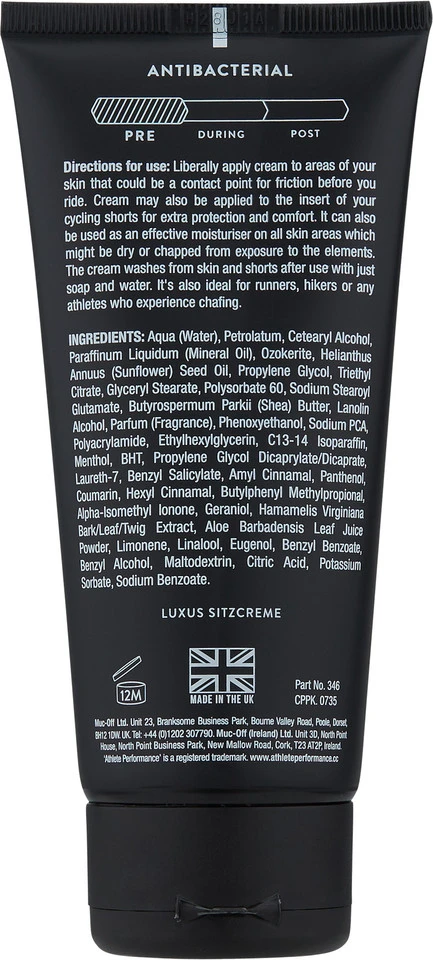 ANTIBACTERIAL
PRE DURING POST
Directions for use: Liberally apply cream to areas of your
skin that could be a contact point for friction before you
ride. Cream may also be applied to the insert of your
cycling shorts for extra protection and comfort. It can also
be used as an effective moisturiser on all skin areas which
might be dry or chapped from exposure to the elements.
The cream washes from skin and shorts after use with just
soap and water. It's also ideal for runners, hikers or any
athletes who experience chafing.
INGREDIENTS: Aqua (Water), Petrolatum, Cetearyl Alcohol,
Paraffinum Liquidum (Mineral Oil), Ozokerite, Helianthus
Annuus (Sunflower) Seed Oil, Propylene Glycol, Triethyl
Citrate, Glyceryl Stearate, Polysorbate 60, Sodium Stearoyl
Glutamate, Butyrospermum Parkii (Shea) Butter, Lanolin
Alcohol, Parfum (Fragrance), Phenoxyethanol, Sodium PCA,
Polyacrylamide, Ethylhexylglycerin, C13-14 Isoparaffin,
Menthol, BHT, Propylene Glycol Dicaprylate/Dicaprate,
Laureth-7, Benzyl Salicylate, Amyl Cinnamal, Panthenol,
Coumarin, Hexyl Cinnamal, Butylphenyl Methylpropional,
Alpha-Isomethyl Ionone, Geraniol, Hamamelis Virginiana
Bark/Leaf/Twig Extract, Aloe Barbadensis Leaf Juice
Powder, Limonene, Linalool, Eugenol, Benzyl Benzoate,
Benzyl Alcohol, Maltodextrin, Citric Acid, Potassium
Sorbate, Sodium Benzoate.
LUXUS SITZCREME
12M
MADE IN THE UK
Part No. 346
CPPK. 0735
Muc-Off Ltd. Unit 23, Branksome Business Park, Bourne Valley Road, Poole, Dorset,
BH12 1DW. UK. Tel: +44 (0)1202 307790. Muc-Off (Ireland) Ltd. Unit 3D, North Point
House, North Point Business Park, New Mallow Road, Cork, T23 AT2P, Ireland.
'Athlete Performance' is a registered trademark. www.athleteperformance.cc